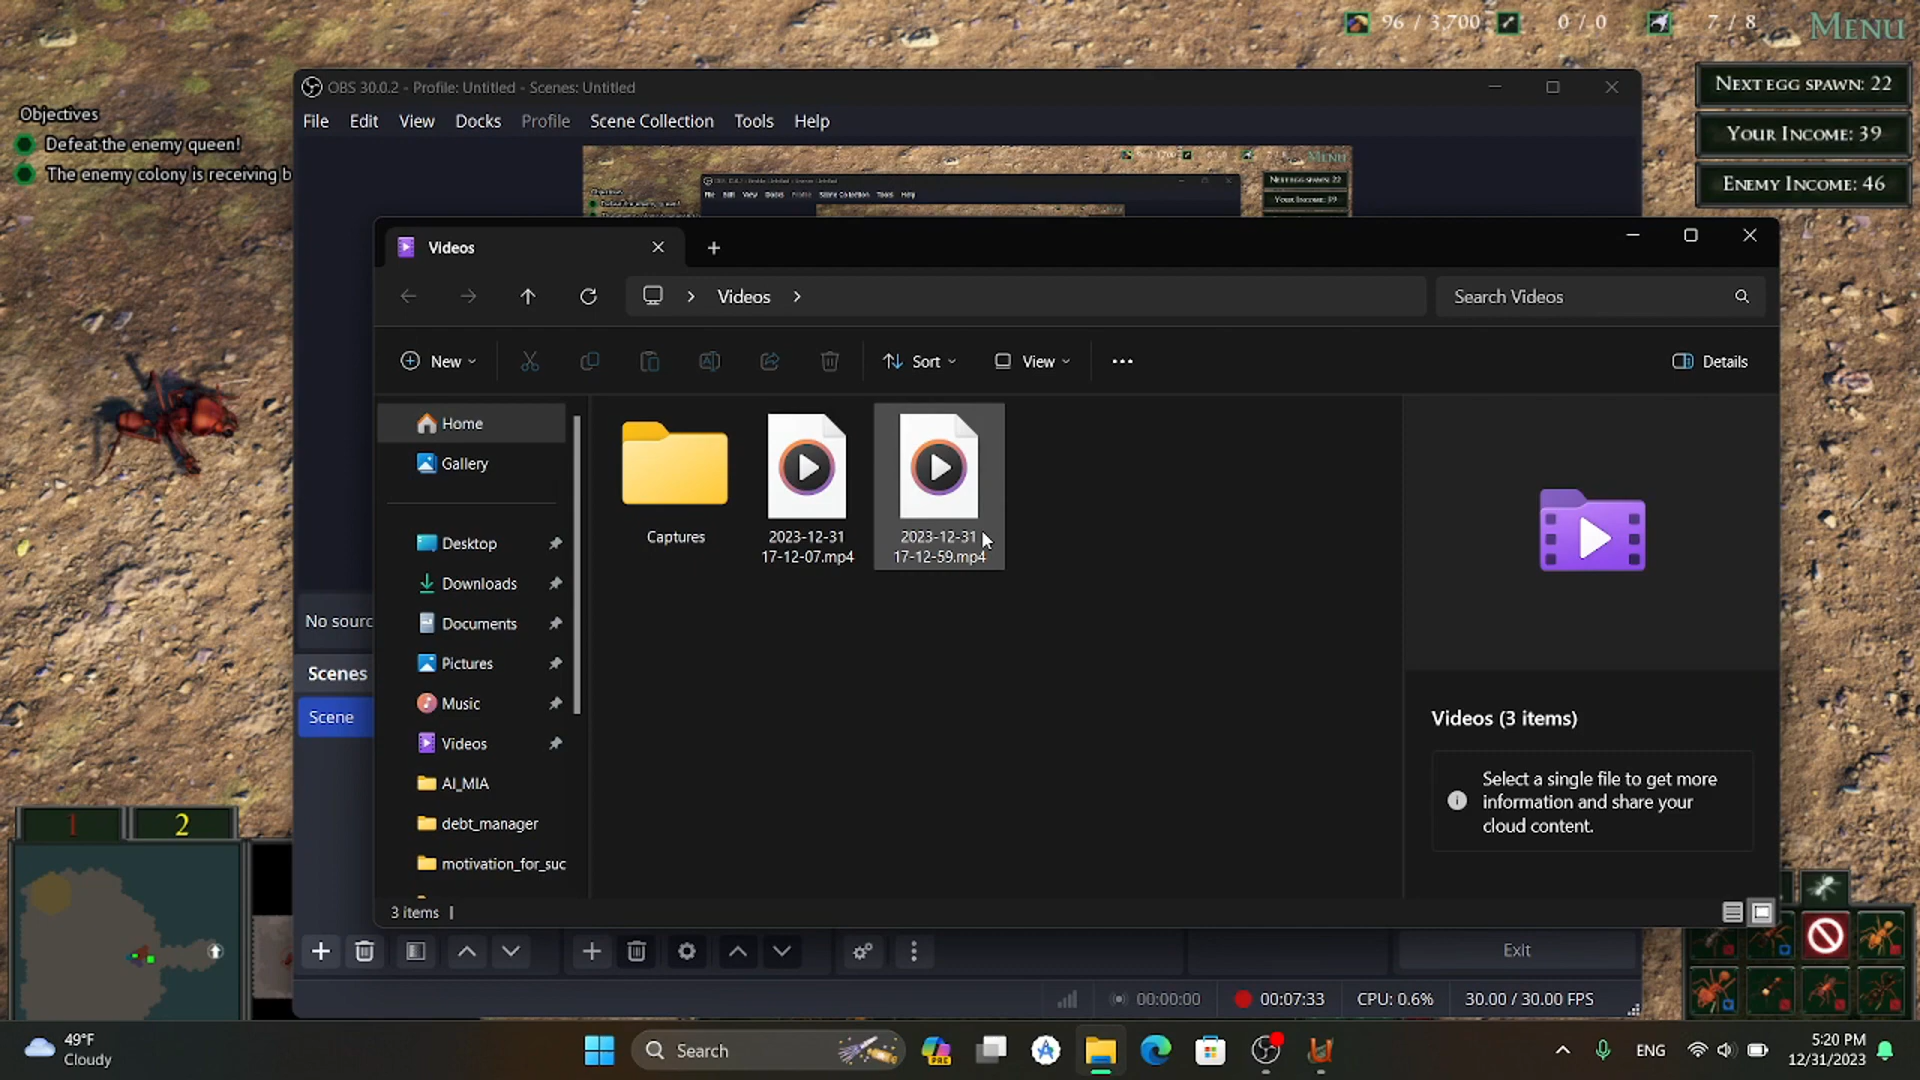 96 / 3,700 0 / 0 7 / 8 MENU
NEXT EGG SPAWN: 22
YOUR INCOME: 39
ENEMY INCOME: 46
Objectives
Defeat the enemy queen!
The enemy colony is receiving b
OBS 30.0.2 - Profile: Untitled - Scenes: Untitled
File Edit View Docks Profile Scene Collection Tools Help
Videos
Videos
Search Videos
New Sort View Details
Home
Gallery
Desktop
Downloads
Documents
Pictures
Music
Videos
AI_MIA
debt_manager
motivation_for_suc
Captures
2023-12-31
17-12-07.mp4
2023-12-31
17-12-59.mp4
Videos (3 items)
Select a single file to get more
information and share your
cloud content.
3 items
No sourc
Scenes
Scene
Exit
00:00:00 00:07:33 CPU: 0.6% 30.00 / 30.00 FPS
1 2
49°F
Cloudy
Search
PRE
ENG
5:20 PM
12/31/2023